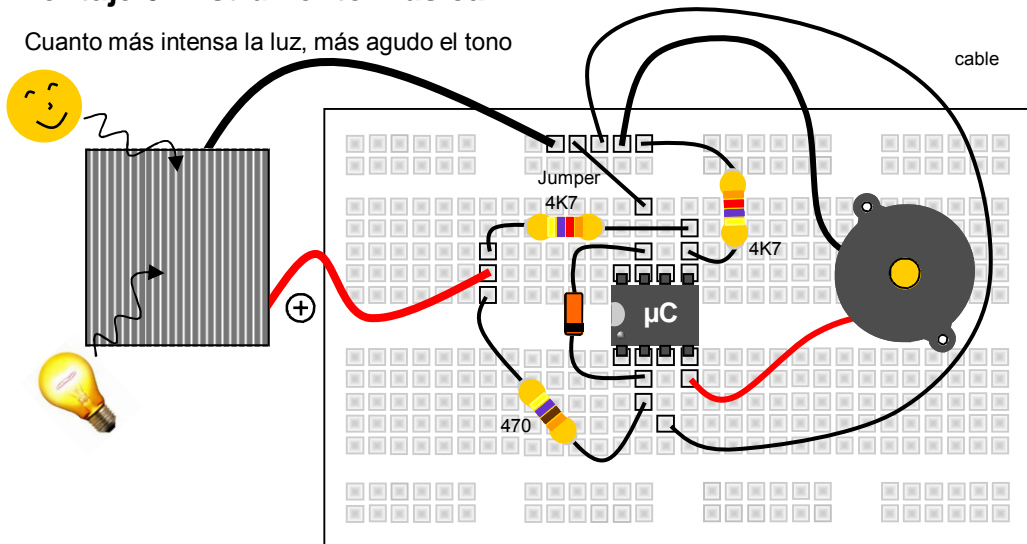 Cuanto más intensa la luz, más agudo el tono
cable
Jumper
4K7
4K7
+
µC
470